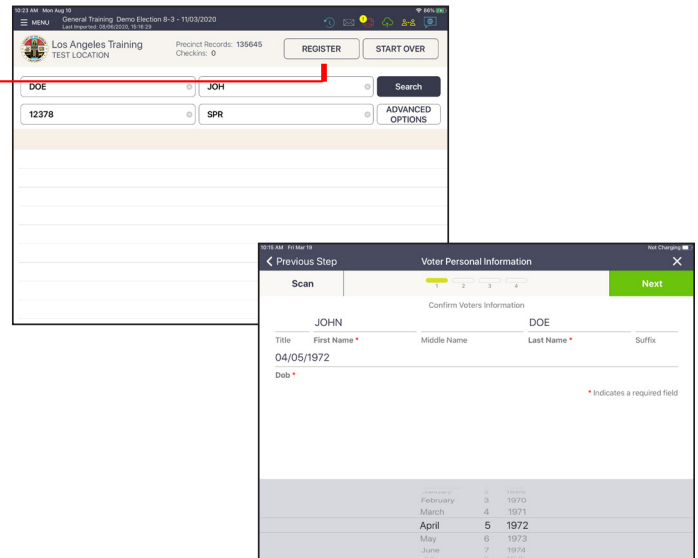 10:23 AM Mon Aug 10
86%
MENU
General Training Demo Election 8-3 - 11/03/2020
Last Imported: 08/06/2020, 15:16:29
Los Angeles Training
TEST LOCATION
Precinct Records: 135645
Checkins: 0
REGISTER
START OVER
DOE
JOH
Search
12378
SPR
ADVANCED
OPTIONS
10:15 AM Fri Mar 19
Not Charging
Previous Step
Voter Personal Information
Scan
1 2 3 4
Next
Confirm Voters Information
JOHN DOE
Title First Name * Middle Name Last Name * Suffix
04/05/1972
Dob *
* Indicates a required field
February 3 1970
March 4 1971
April 5 1972
May 6 1973
June 7 1974